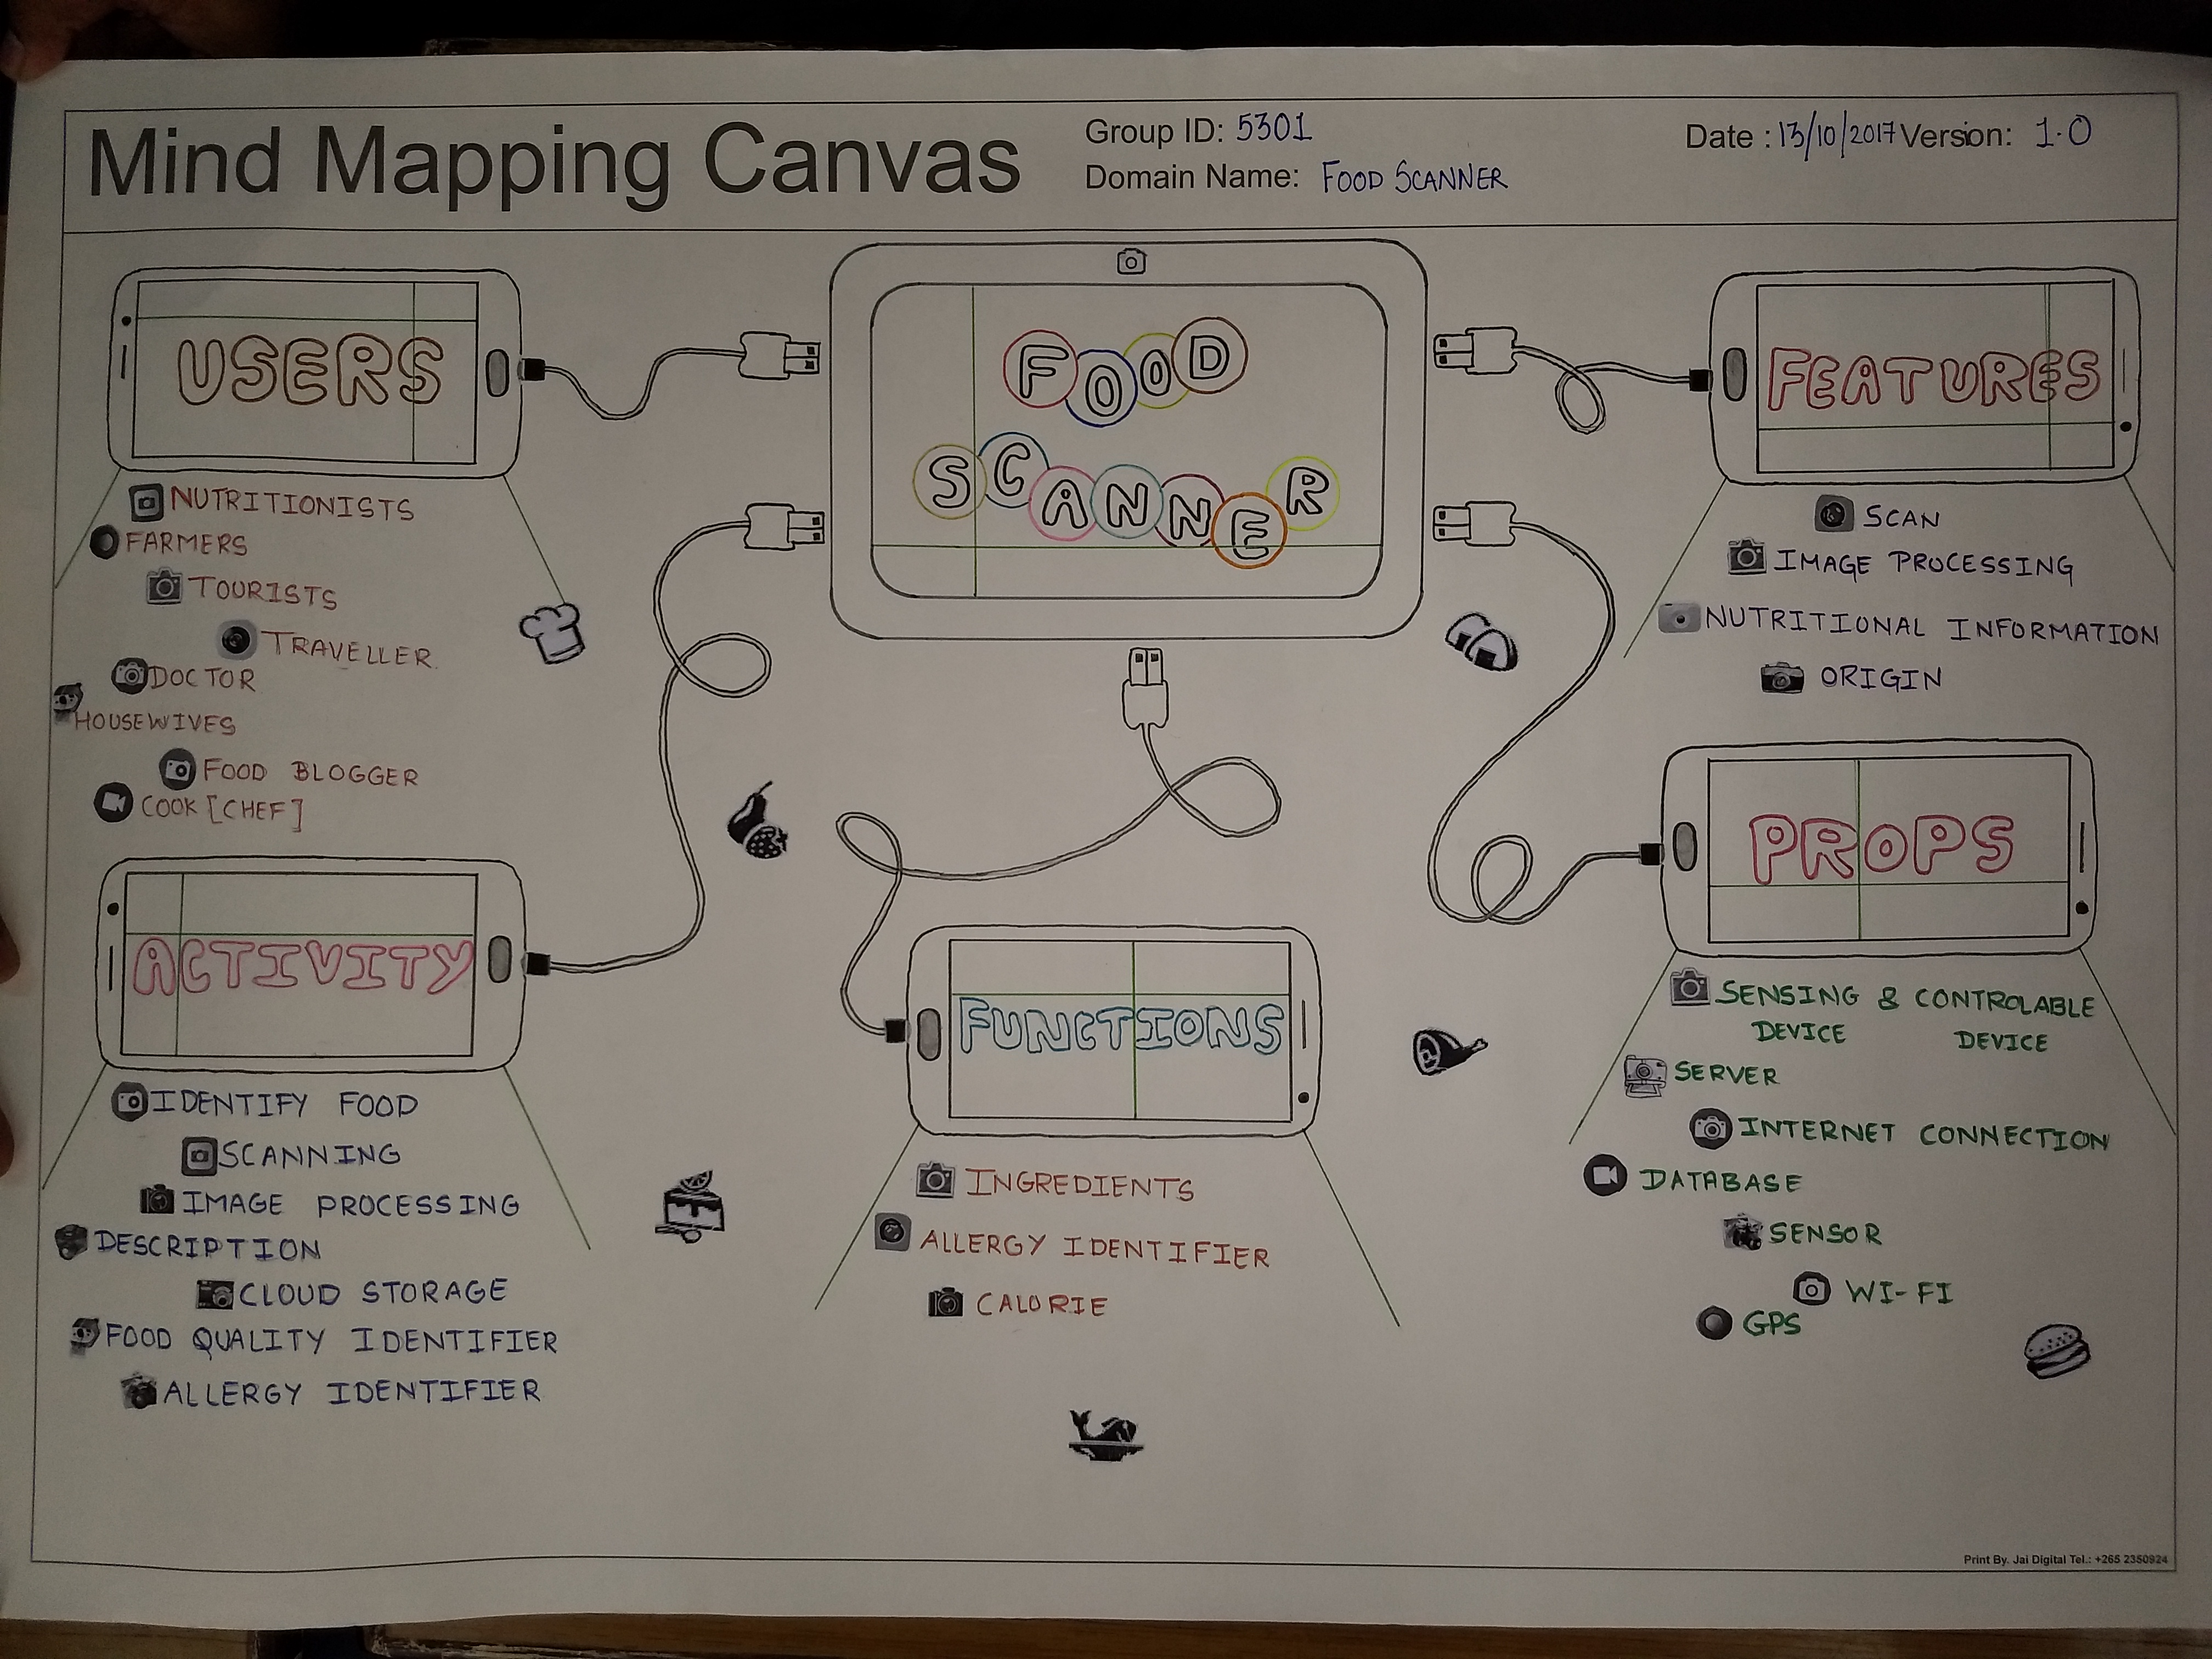 Mind Mapping Canvas
Group ID: 5301
Domain Name: FOOD SCANNER
Date : 13/10/2017 Version: 1.0
USERS
NUTRITIONISTS
FARMERS
TOURISTS
TRAVELLER
DOCTOR
HOUSEWIVES
FOOD BLOGGER
COOK [CHEF]
FOOD
SCANNER
FEATURES
SCAN
IMAGE PROCESSING
NUTRITIONAL INFORMATION
ORIGIN
ACTIVITY
IDENTIFY FOOD
SCANNING
IMAGE PROCESSING
DESCRIPTION
CLOUD STORAGE
FOOD QUALITY IDENTIFIER
ALLERGY IDENTIFIER
FUNCTIONS
INGREDIENTS
ALLERGY IDENTIFIER
CALORIE
PROPS
SENSING & CONTROLABLE
DEVICE DEVICE
SERVER
INTERNET CONNECTION
DATABASE
SENSOR
WI-FI
GPS
Print By. Jai Digital Tel.: +265 2350924